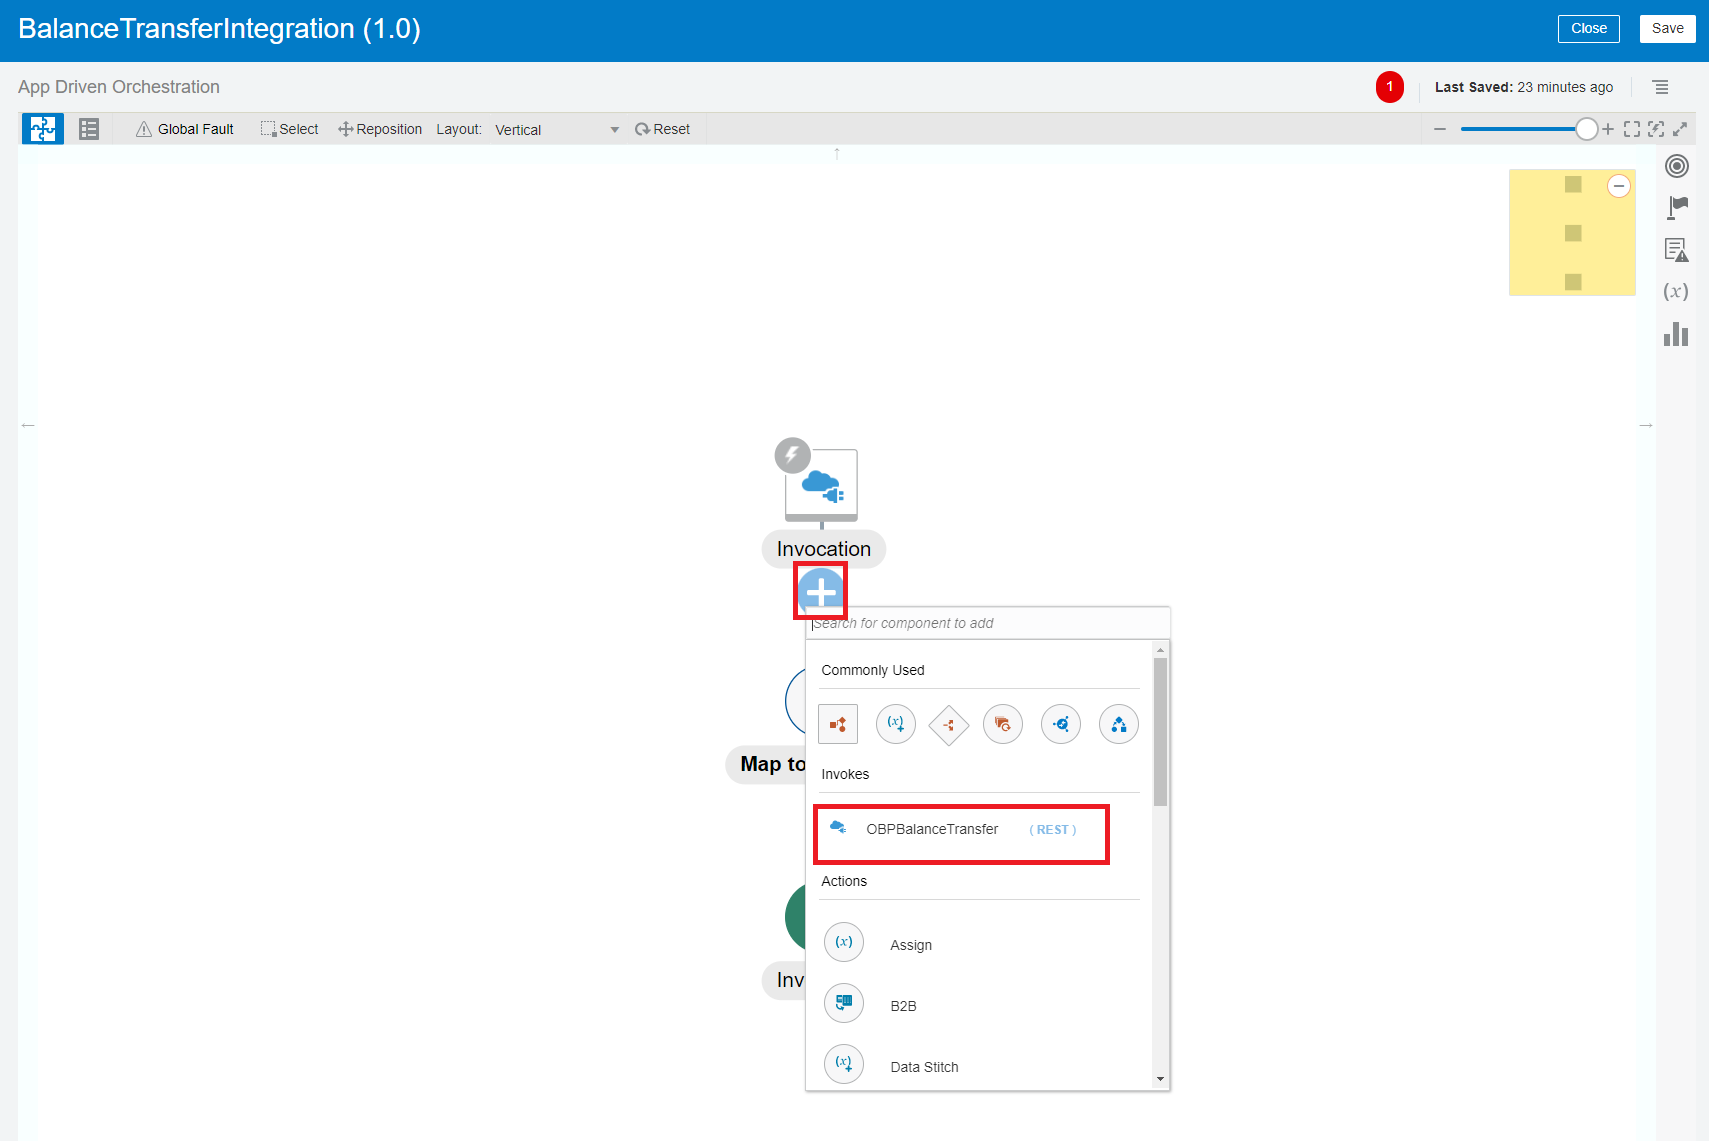 BalanceTransferIntegration (1.0)
Close
Save
App Driven Orchestration
1
Last Saved: 23 minutes ago
Global Fault
Select
Reposition
Layout:
Vertical
Reset
(x)
Invocation
Search for component to add
Commonly Used
(x)
Map to
Invokes
OBPBalanceTransfer
( REST )
Actions
(x)
Assign
Inv
B2B
(x)
Data Stitch